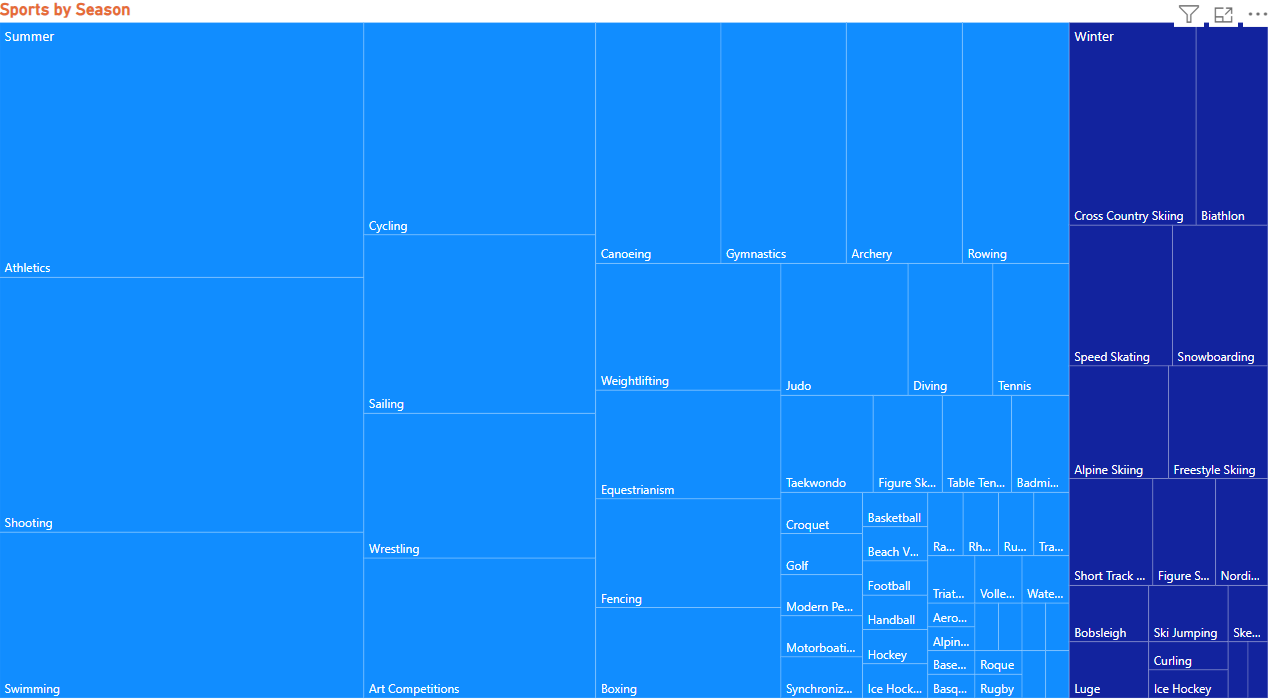 Sports by Season
Summer
Athletics
Shooting
Swimming
Cycling
Sailing
Wrestling
Art Competitions
Canoeing
Gymnastics
Archery
Rowing
Weightlifting
Equestrianism
Fencing
Boxing
Judo
Diving
Tennis
Taekwondo
Figure Sk...
Table Ten...
Badmi...
Croquet
Golf
Modern Pe...
Motorboati...
Synchroniz...
Basketball
Beach V...
Football
Handball
Hockey
Ice Hock...
Ra...
Rh...
Ru...
Tra...
Triat...
Volle...
Wate...
Aero...
Alpin...
Base...
Basq...
Roque
Rugby
Winter
Cross Country Skiing
Biathlon
Speed Skating
Snowboarding
Alpine Skiing
Freestyle Skiing
Short Track ...
Figure S...
Nordi...
Bobsleigh
Ski Jumping
Ske...
Luge
Curling
Ice Hockey